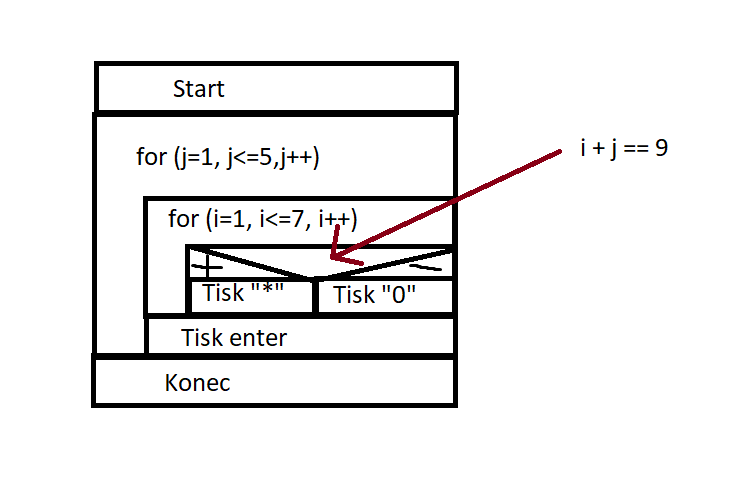 Start
for (j=1, j<=5,j++)
i + j == 9
for (i=1, i<=7, i++)
+ -
Tisk "*" Tisk "0"
Tisk enter
Konec